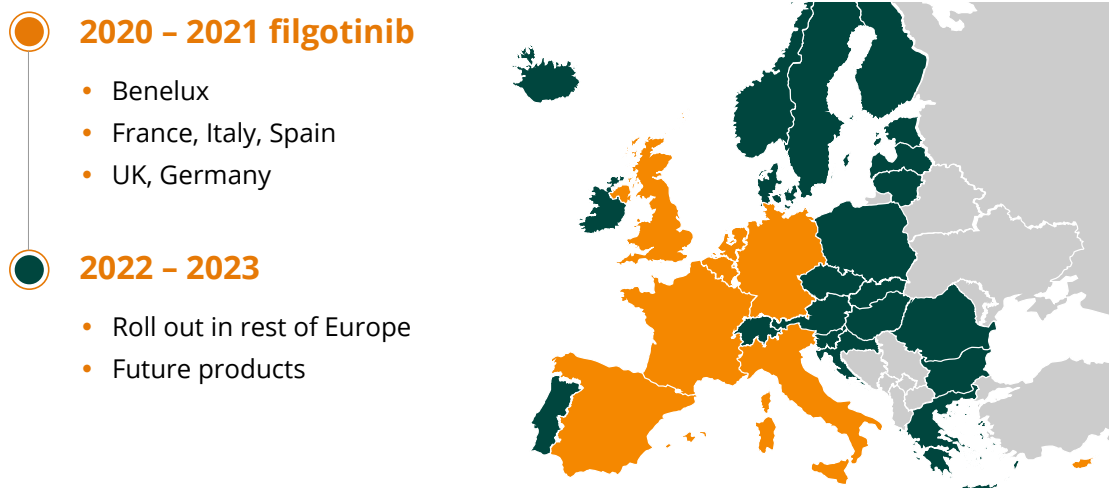 2020 – 2021 filgotinib
• Benelux
• France, Italy, Spain
• UK, Germany
2022 – 2023
• Roll out in rest of Europe
• Future products